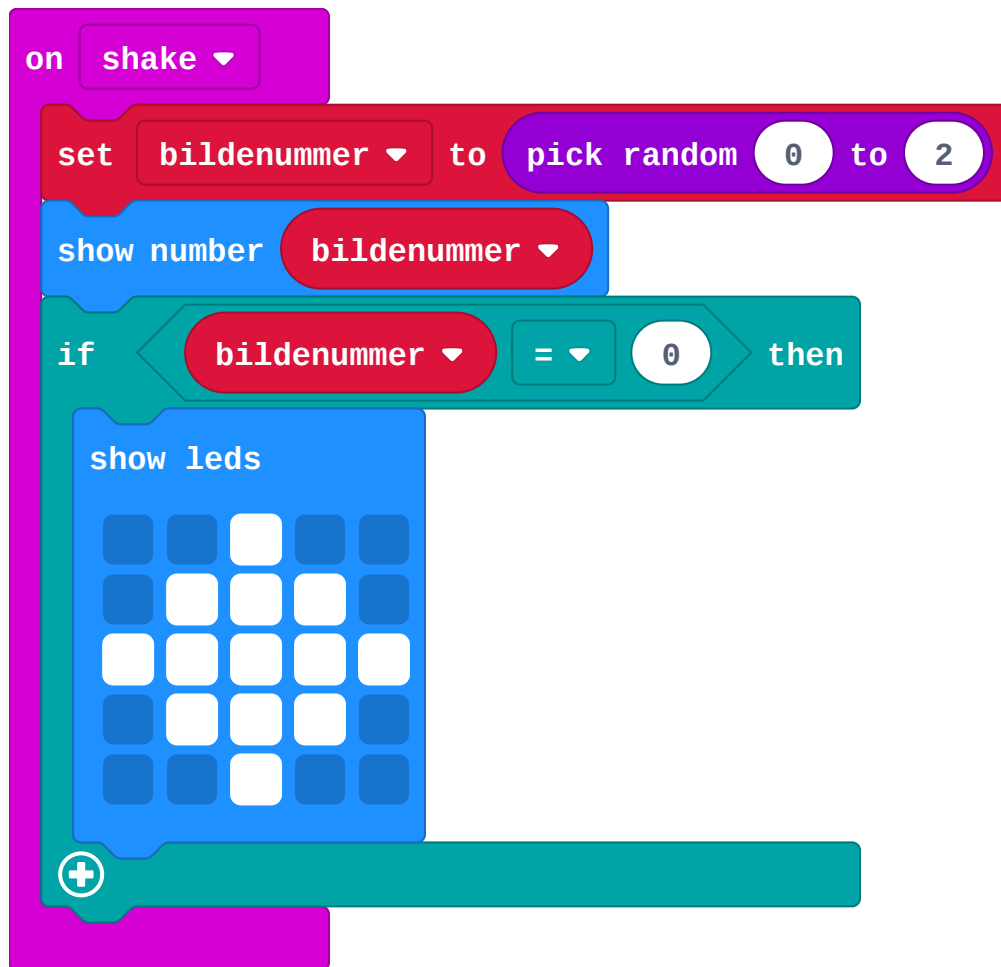 on shake
set bildenummer to pick random 0 to 2
show number bildenummer
if bildenummer = 0 then
show leds